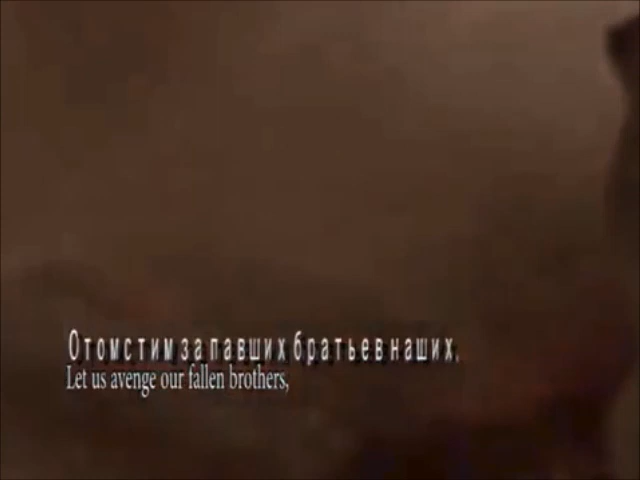 Отомстим за павших братьев наших.
Let us avenge our fallen brothers,